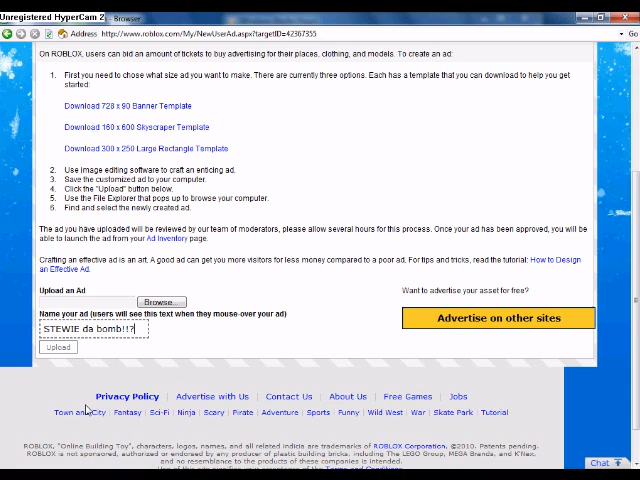 Unregistered HyperCam 2
Browser
Address http://www.roblox.com/My/NewUserAd.aspx?targetID=42367355
Go
On ROBLOX, users can bid an amount of tickets to buy advertising for their places, clothing, and models. To create an ad:
1. First you need to chose what size ad you want to make. There are currently three options. Each has a template that you can download to help you get
started:
Download 728 x 90 Banner Template
Download 160 x 600 Skyscraper Template
Download 300 x 250 Large Rectangle Template
2. Use image editing software to craft an enticing ad.
3. Save the customized ad to your computer.
4. Click the "Upload" button below.
5. Use the File Explorer that pops up to browse your computer.
6. Find and select the newly created ad.
The ad you have uploaded will be reviewed by our team of moderators, please allow several hours for this process. Once your ad has been approved, you will be
able to launch the ad from your Ad Inventory page.
Crafting an effective ad is an art. A good ad can get you more visitors for less money compared to a poor ad. For tips and tricks, read the tutorial: How to Design
an Effective Ad.
Upload an Ad
Want to advertise your asset for free?
Browse...
Name your ad (users will see this text when they mouse-over your ad)
Advertise on other sites
STEWIE da bomb!!?
Upload
Privacy Policy | Advertise with Us | Contact Us | About Us | Free Games | Jobs
Town and City | Fantasy | Sci-Fi | Ninja | Scary | Pirate | Adventure | Sports | Funny | Wild West | War | Skate Park | Tutorial
ROBLOX, "Online Building Toy", characters, logos, names, and all related indicia are trademarks of ROBLOX Corporation, ©2010. Patents pending.
ROBLOX is not sponsored, authorized or endorsed by any producer of plastic building bricks, including The LEGO Group, MEGA Brands, and K'Nex,
and no resemblance to the products of these companies is intended.
Use of this site signifies your acceptance of the Terms and Conditions.
Chat